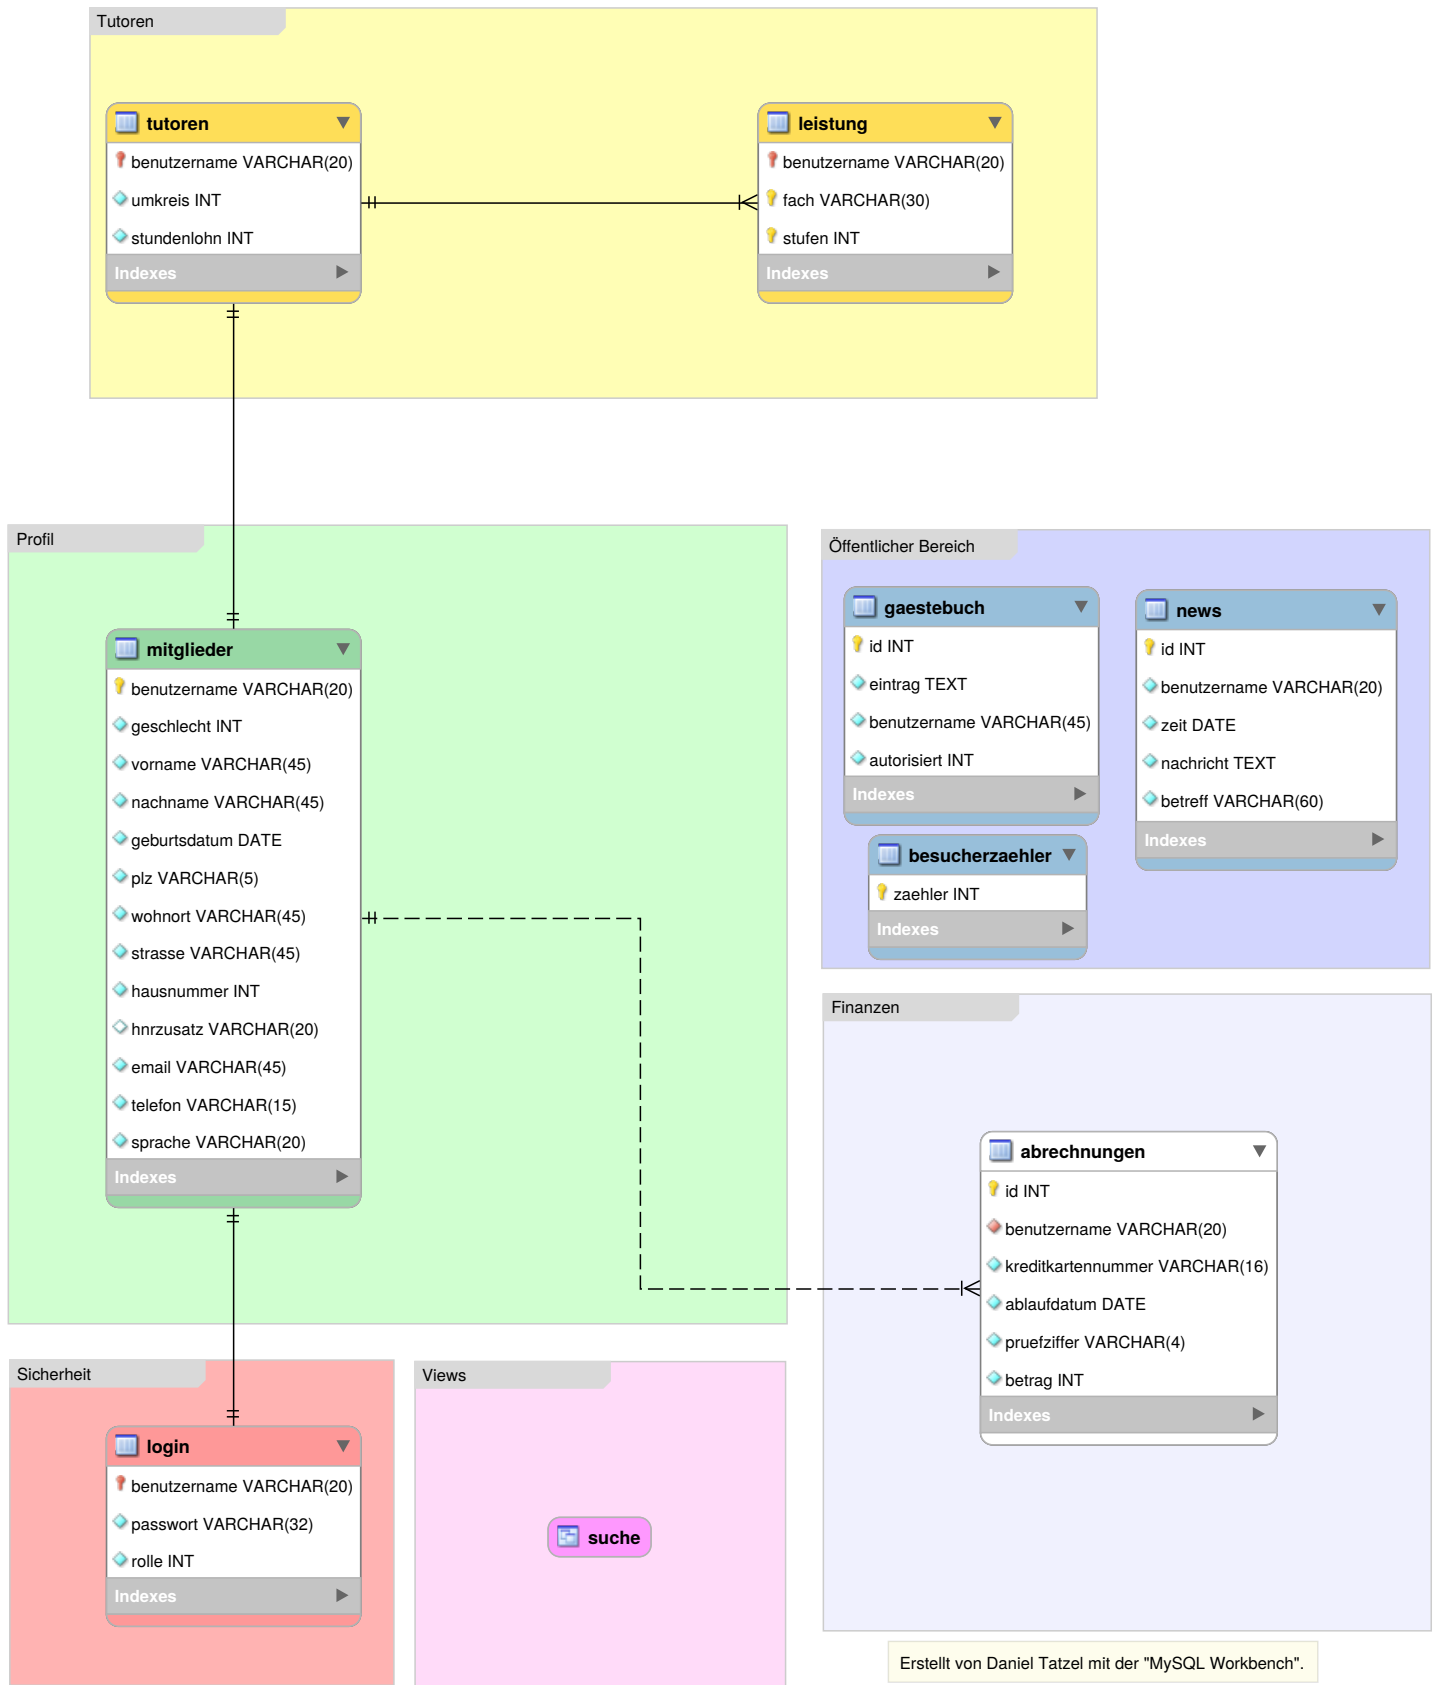 Tutoren
tutoren
benutzername VARCHAR(20)
umkreis INT
stundenlohn INT
Indexes
leistung
benutzername VARCHAR(20)
fach VARCHAR(30)
stufen INT
Indexes
Profil
mitglieder
benutzername VARCHAR(20)
geschlecht INT
vorname VARCHAR(45)
nachname VARCHAR(45)
geburtsdatum DATE
plz VARCHAR(5)
wohnort VARCHAR(45)
strasse VARCHAR(45)
hausnummer INT
hnrzusatz VARCHAR(20)
email VARCHAR(45)
telefon VARCHAR(15)
sprache VARCHAR(20)
Indexes
Öffentlicher Bereich
gaestebuch
id INT
eintrag TEXT
benutzername VARCHAR(45)
autorisiert INT
Indexes
news
id INT
benutzername VARCHAR(20)
zeit DATE
nachricht TEXT
betreff VARCHAR(60)
Indexes
besucherzaehler
zaehler INT
Indexes
Finanzen
abrechnungen
id INT
benutzername VARCHAR(20)
kreditkartennummer VARCHAR(16)
ablaufdatum DATE
pruefziffer VARCHAR(4)
betrag INT
Indexes
Sicherheit
login
benutzername VARCHAR(20)
passwort VARCHAR(32)
rolle INT
Indexes
Views
suche
Erstellt von Daniel Tatzel mit der "MySQL Workbench".